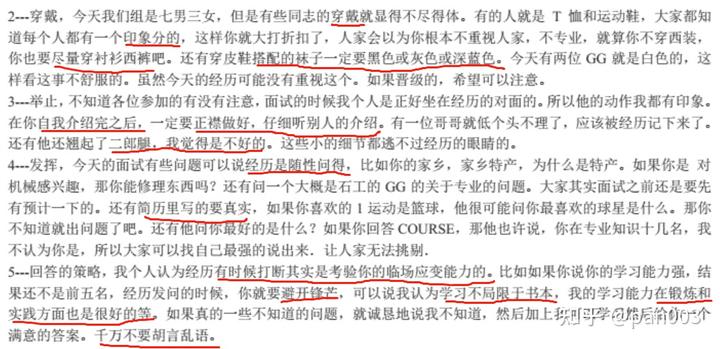 2---穿戴，今天我们组是七男三女，但是有些同志的穿戴就显得不尽得体。有的人就是 T 恤和运动鞋，大家都知
道每个人都有一个印象分的，这样你就大打折扣了，人家会以为你根本不重视人家，不专业，就算你不穿西装，
你也要尽量穿衬衫西裤吧。还有穿皮鞋搭配的袜子一定要黑色或灰色或深蓝色。今天有两位 GG 就是白色的，这
样看这事不舒服的。虽然今天的经历可能没有重视这个。如果晋级的，希望可以注意。
3---举止，不知道各位参加的有没有注意，面试的时候我个人是正好坐在经历的对面的。所以他的动作我都有印象。
在你自我介绍完之后，一定要正襟做好，仔细听别人的介绍。有一位哥哥就低个头不理了，应该被经历记下来了。
还有他还翘起了二郎腿，我觉得是不好的。这些小的细节都逃不过经历的眼睛的。
4---发挥，今天的面试有些问题可以说经历是随性问得，比如你的家乡，家乡特产，为什么是特产。如果你是 对
机械感兴趣，那你能修理东西吗？还有问一个大概是石工的 GG 的关于专业的问题。大家其实面试之前还是要先
有预计一下的。还有简历里写的要真实，如果你喜欢的 1 运动是篮球，他很可能问你最喜欢的球星是什么。那你
不知道就出问题了吧。还有他问你最好的是什么？如果你回答 COURSE，那他也许说，你在专业知识十几名，我
不认为你是，所以大家可以找自己最强的说出来．让人家无法挑剔．
5---回答的策略，我个人认为经历有时候打断其实是考验你的临场应变能力的。比如如果你说你的学习能力强，结
果还不是前五名，经历发问的时候，你就要避开锋芒，可以说我认为学习不局限于书本，我的学习能力在锻炼和
实践方面也是很好的等。如果真的一些不知道的问题，就诚恳地说我不知道，然后加上我
满意的答案。千万不要胡言乱语。
知乎 @pan003